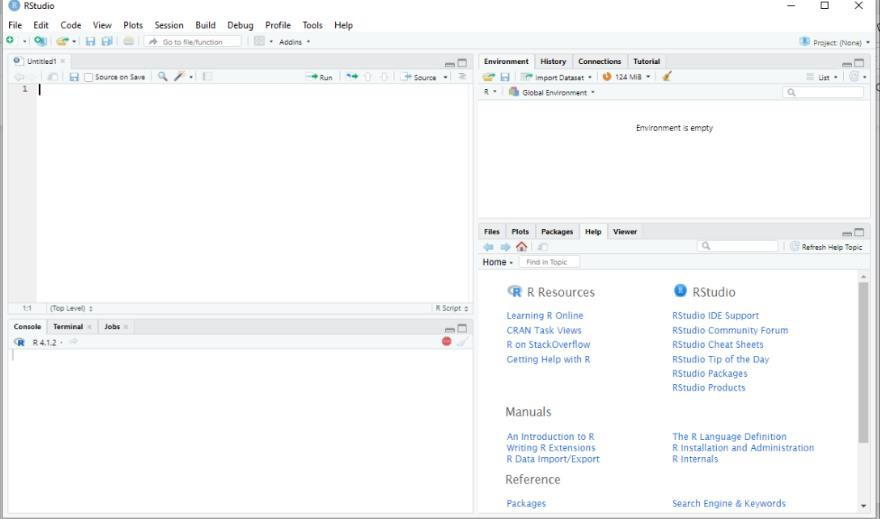 RStudio
File Edit Code View Plots Session Build Debug Profile Tools Help
Go to file/function Addins Project: (None)
Untitled1
Source on Save Run Source
1
1:1 (Top Level) R Script
Console Terminal Jobs
R 4.1.2
Environment History Connections Tutorial
Import Dataset 124 MiB List
R Global Environment
Environment is empty
Files Plots Packages Help Viewer
Refresh Help Topic
Home Find in Topic
R R Resources
Learning R Online
CRAN Task Views
R on StackOverflow
Getting Help with R
R RStudio
RStudio IDE Support
RStudio Community Forum
RStudio Cheat Sheets
RStudio Tip of the Day
RStudio Packages
RStudio Products
Manuals
An Introduction to R
Writing R Extensions
R Data Import/Export
The R Language Definition
R Installation and Administration
R Internals
Reference
Packages
Search Engine & Keywords